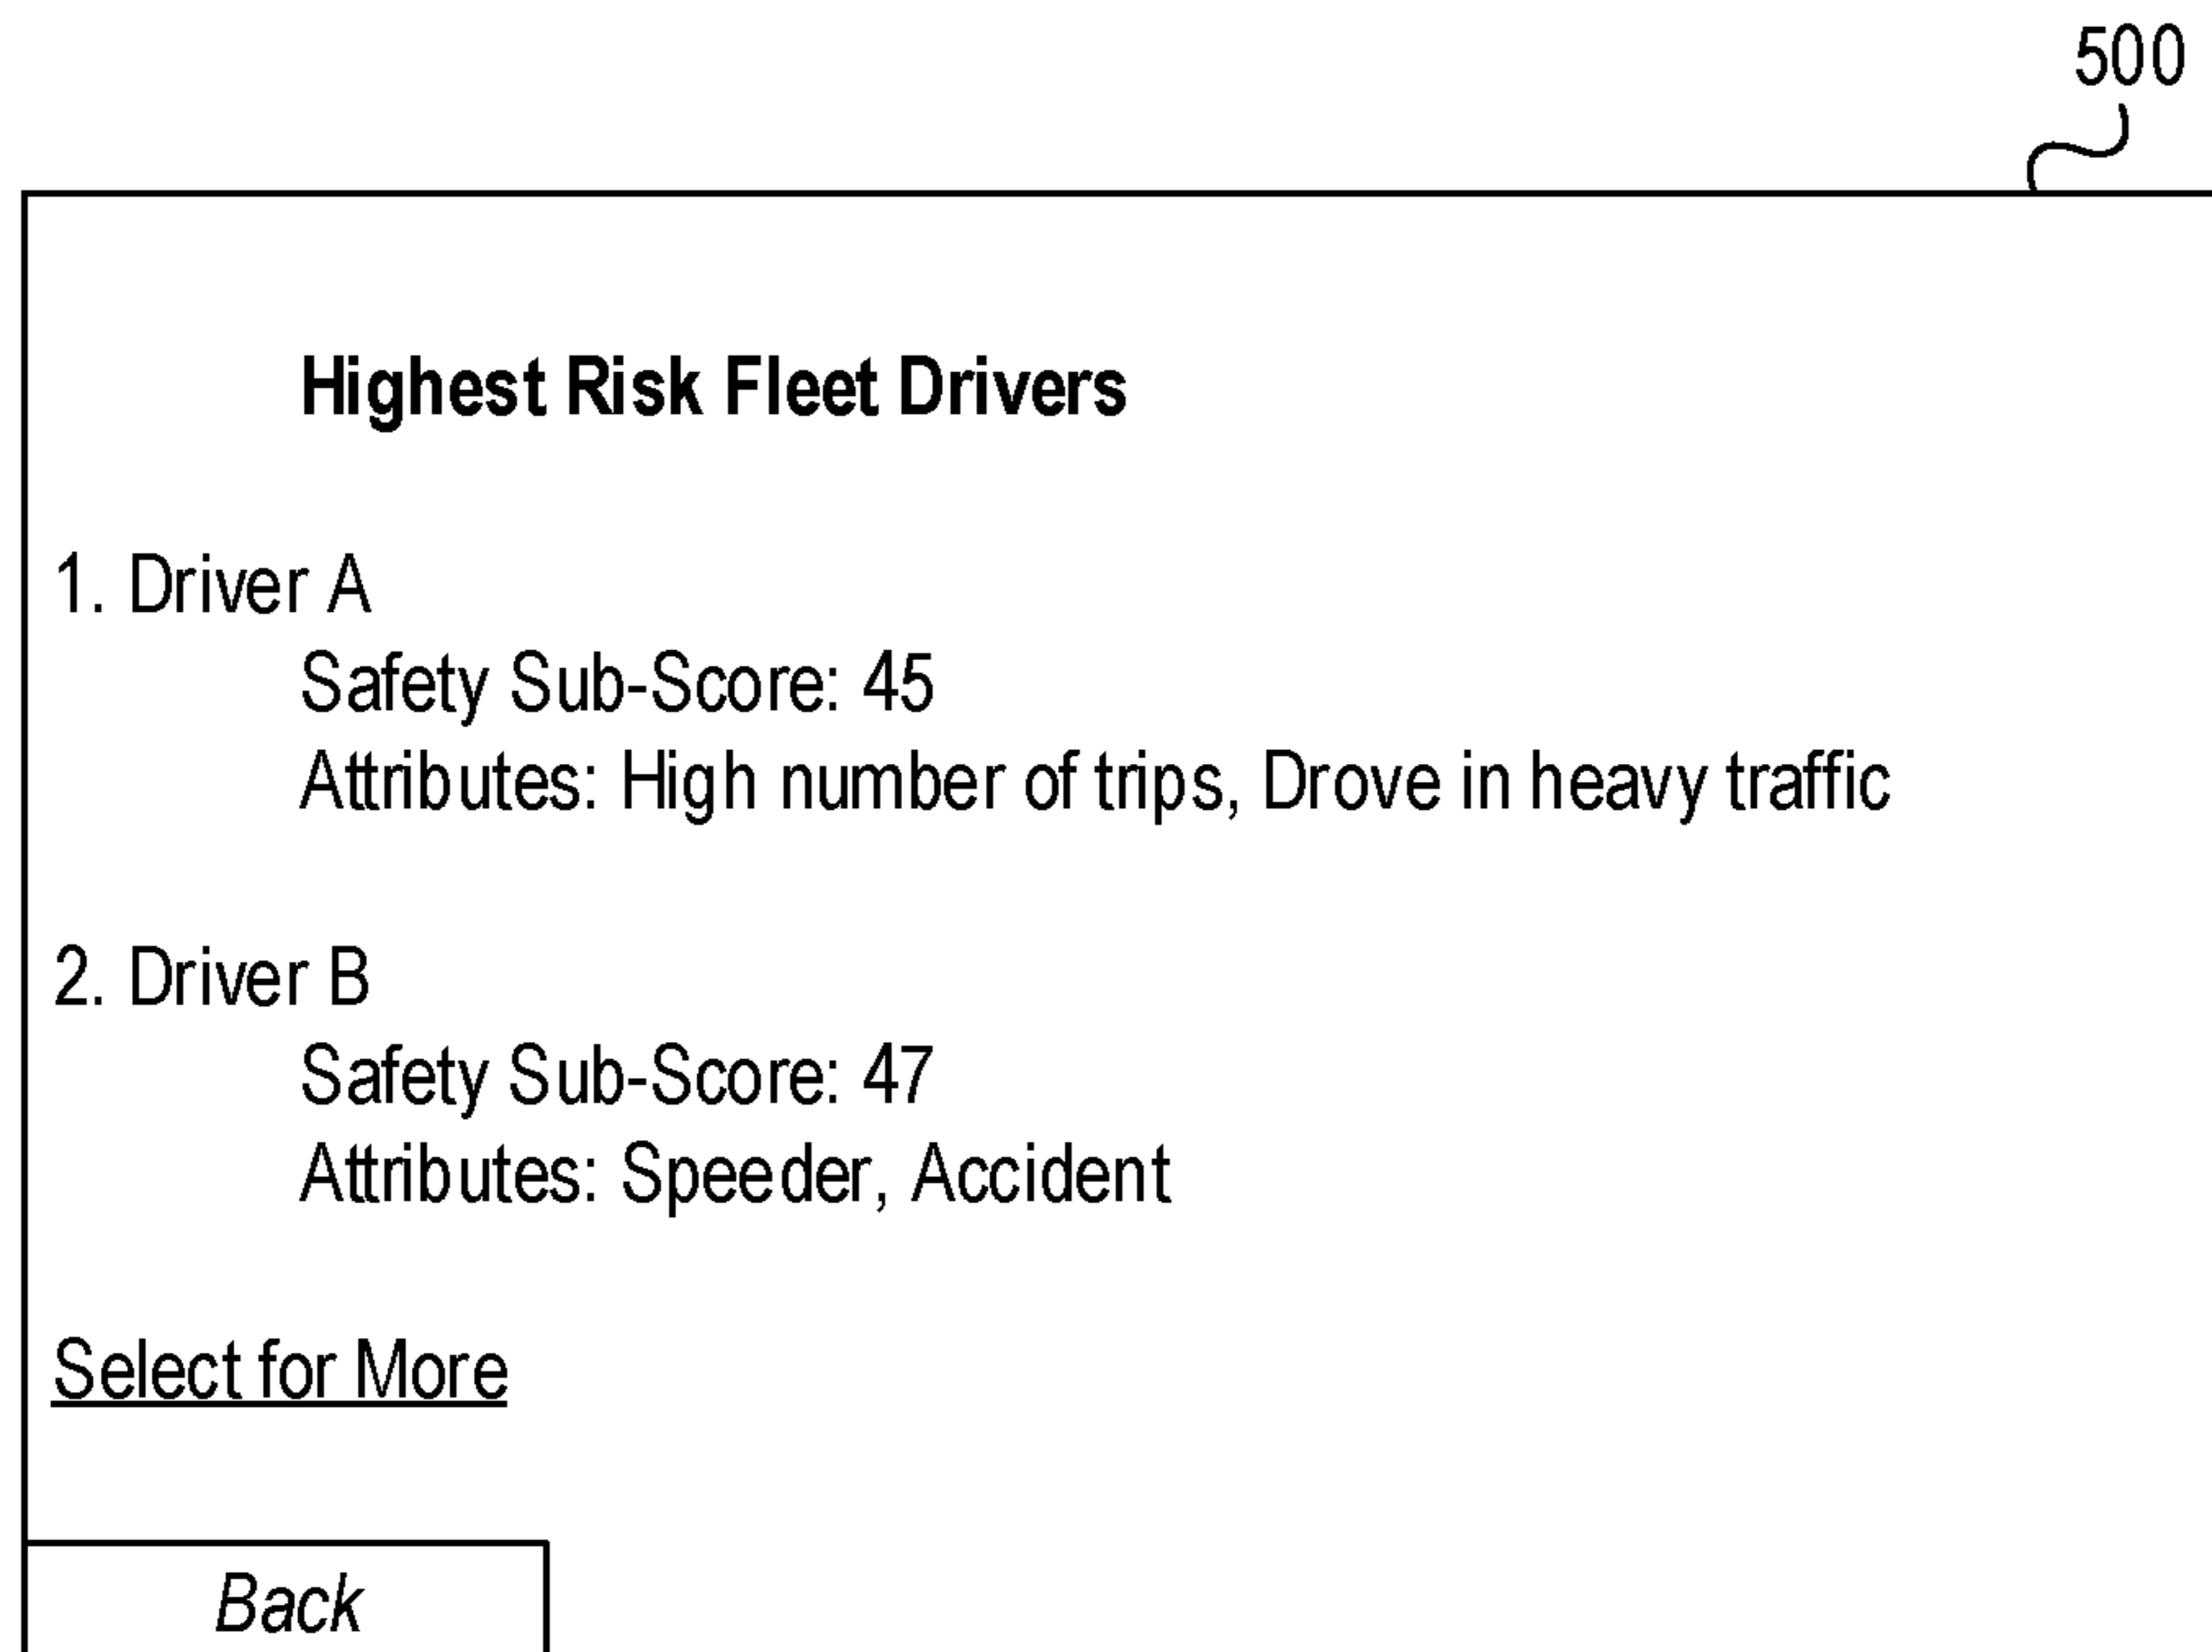 500
Highest Risk Fleet Drivers
1. Driver A
Safety Sub-Score: 45
Attributes: High number of trips, Drove in heavy traffic
2. Driver B
Safety Sub-Score: 47
Attributes: Speeder, Accident
Select for More
Back